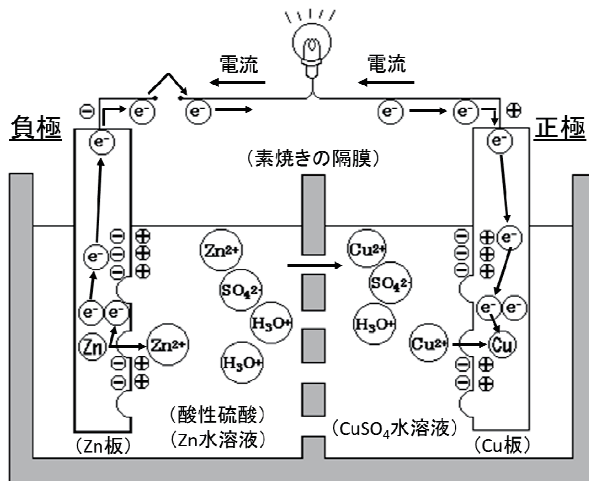 電流
電流
⊖
e⁻
e⁻
e⁻
e⁻
⊕
負極
正極
e⁻
e⁻
(素焼きの隔膜)
⊖ ⊕
⊖ ⊕
⊖ ⊕
Zn²⁺
Cu²⁺
⊖ ⊕
⊖ ⊕
⊖ ⊕
e⁻
e⁻
SO₄²⁻
SO₄²⁻
e⁻ e⁻
H₃O⁺
H₃O⁺
e⁻ e⁻
Zn
Zn²⁺
H₃O⁺
Cu²⁺
Cu
⊖ ⊕
⊖ ⊕
⊖ ⊕
⊖ ⊕
(酸性硫酸)
(Zn水溶液)
(CuSO₄水溶液)
(Zn板)
(Cu板)